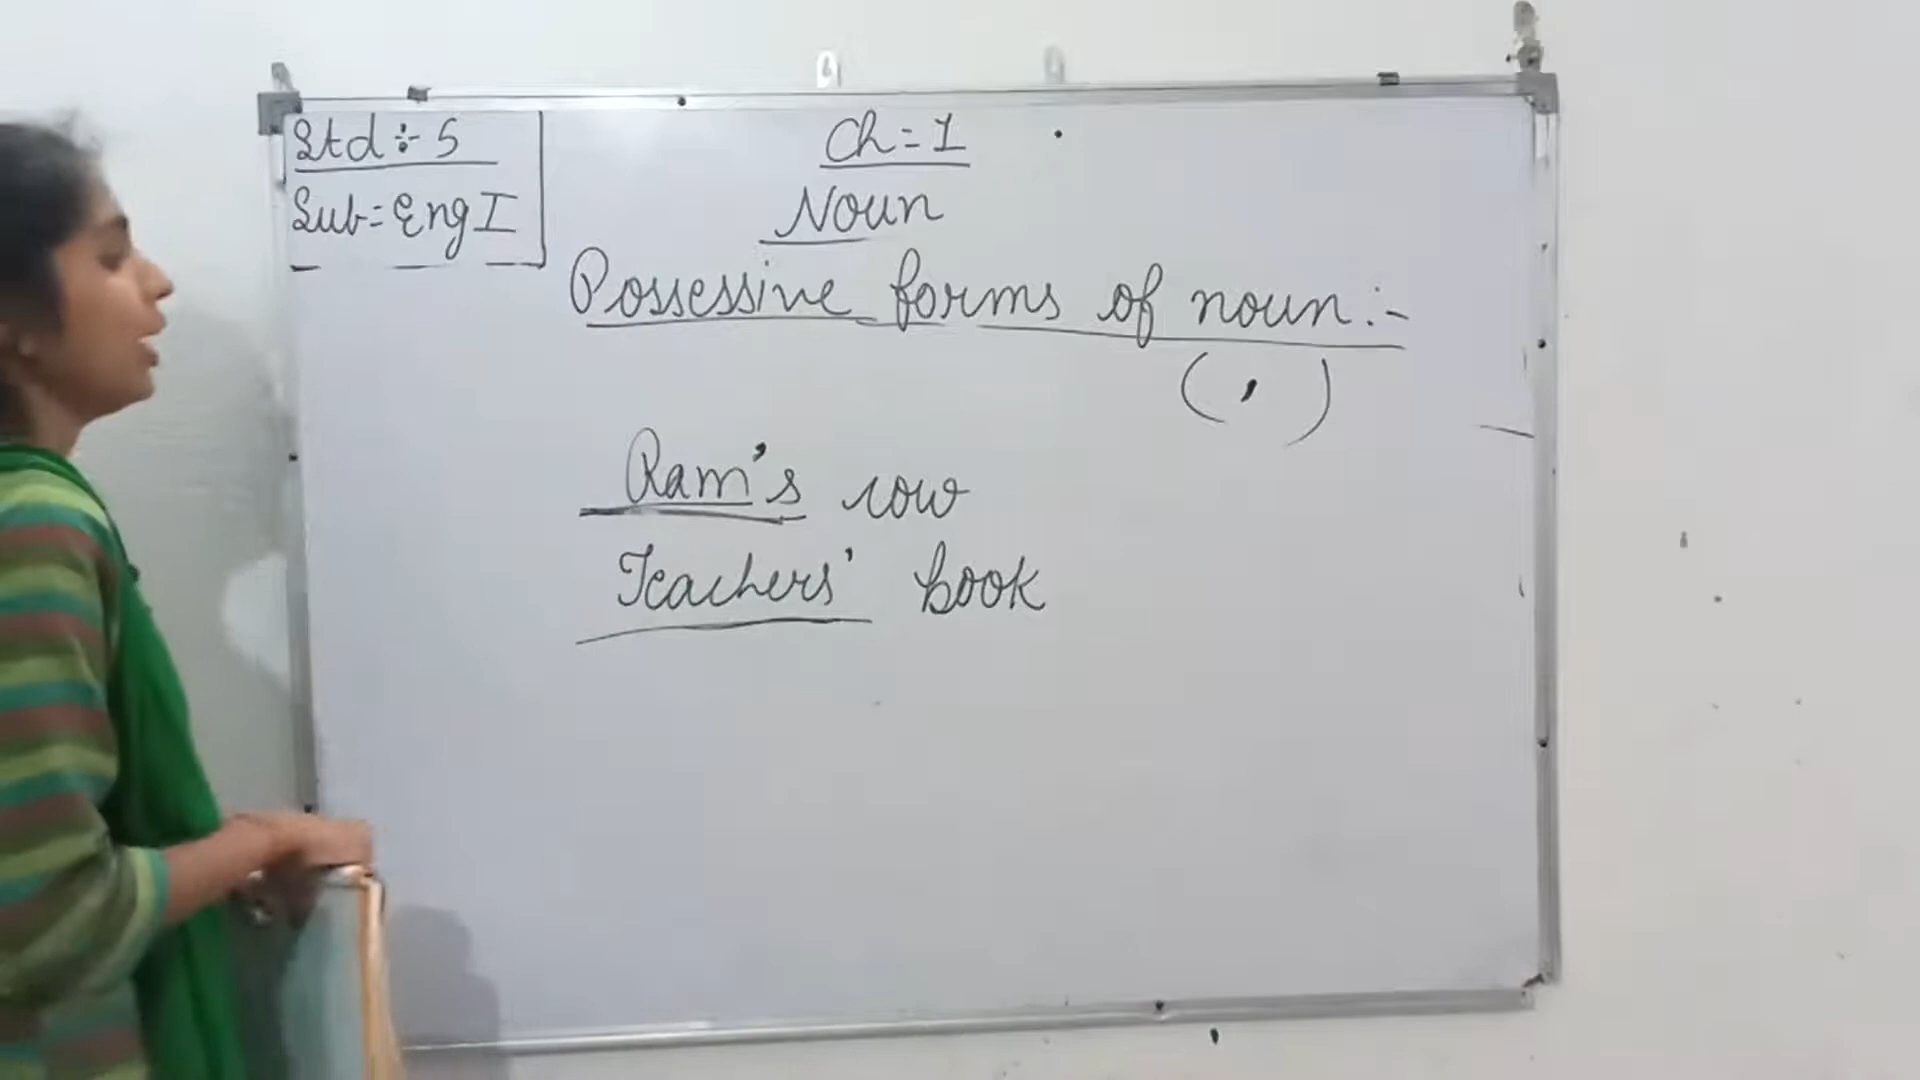 Std :- 5
Sub = Eng I
Ch = 1
Noun
Possessive forms of noun :-
( ' )
Ram's cow
Teachers' book